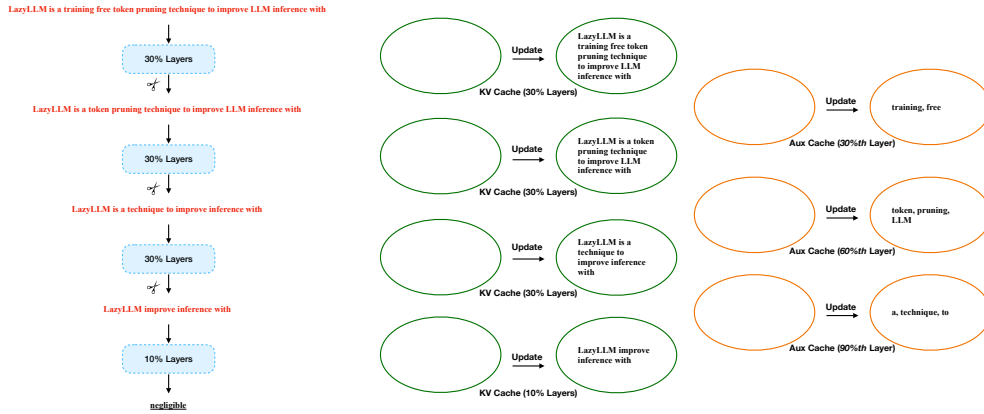 LazyLLM is a training free token pruning technique to improve LLM inference with
30% Layers
LazyLLM is a token pruning technique to improve LLM inference with
30% Layers
LazyLLM is a technique to improve inference with
30% Layers
LazyLLM improve inference with
10% Layers
negligible
Update
LazyLLM is a
training free token
pruning technique
to improve LLM
inference with
KV Cache (30% Layers)
Update
LazyLLM is a token
pruning technique
to improve LLM
inference with
KV Cache (30% Layers)
Update
LazyLLM is a
technique to
improve inference
with
KV Cache (30% Layers)
Update
LazyLLM improve
inference with
KV Cache (10% Layers)
Update
training, free
Aux Cache (30%th Layer)
Update
token, pruning,
LLM
Aux Cache (60%th Layer)
Update
a, technique, to
Aux Cache (90%th Layer)